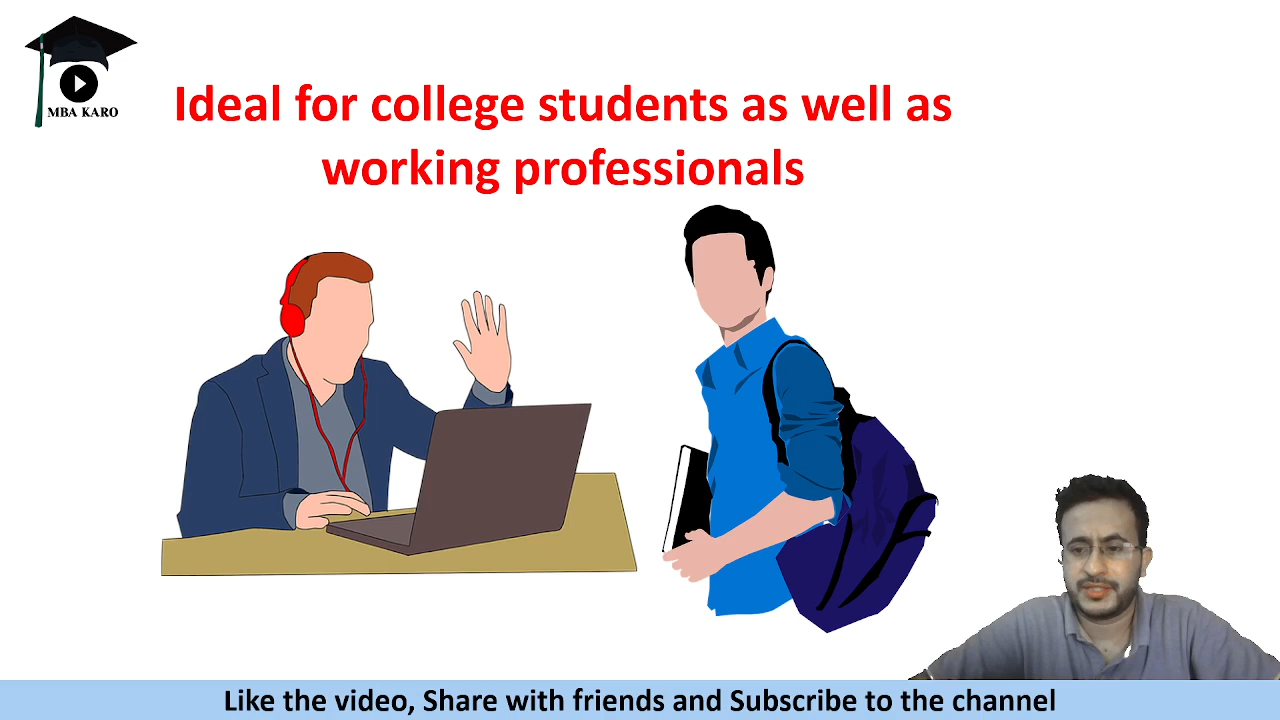 MBA KARO
Ideal for college students as well as
working professionals
Like the video, Share with friends and Subscribe to the channel